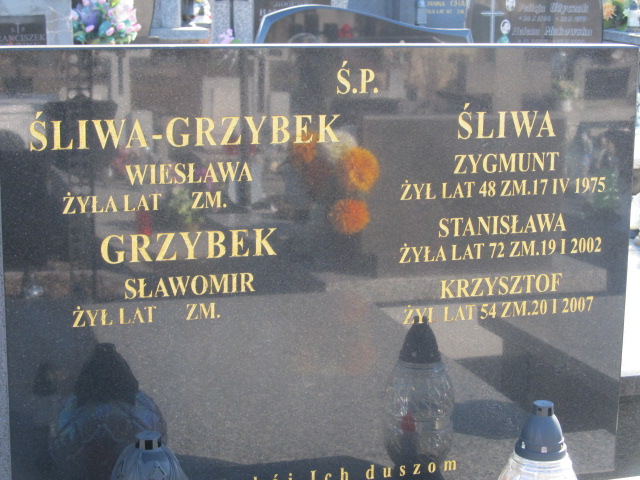 Ś.P.
ŚLIWA-GRZYBEK
WIESŁAWA
ŻYŁA LAT ZM.
GRZYBEK
SŁAWOMIR
ŻYŁ LAT ZM.
ŚLIWA
ZYGMUNT
ŻYŁ LAT 48 ZM.17 IV 1975
STANISŁAWA
ŻYŁA LAT 72 ZM.19 I 2002
KRZYSZTOF
ŻYŁ LAT 54 ZM.20 I 2007
Ich duszom